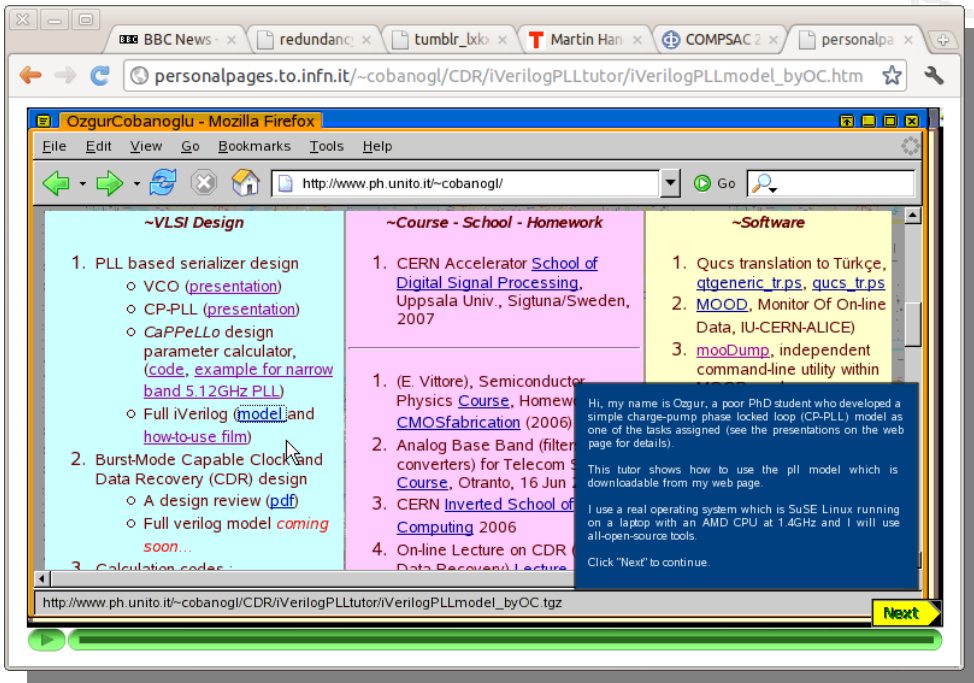 BBC BBC News -
redundanc
tumblr_lxk
Martin Han
COMPSAC 2
personalpa
personalpages.to.infn.it/~cobanogl/CDR/iVerilogPLLtutor/iVerilogPLLmodel_byOC.htm
OzgurCobanoglu - Mozilla Firefox
File Edit View Go Bookmarks Tools Help
http://www.ph.unito.it/~cobanogl/
Go
~VLSI Design
1. PLL based serializer design
VCO (presentation)
CP-PLL (presentation)
CaPPeLLo design
parameter calculator,
(code, example for narrow
band 5.12GHz PLL)
Full iVerilog (model and
how-to-use film)
2. Burst-Mode Capable Clock and
Data Recovery (CDR) design
A design review (pdf)
Full verilog model coming
soon...
3. Calculation codes :
~Course - School - Homework
1. CERN Accelerator School of
Digital Signal Processing,
Uppsala Univ., Sigtuna/Sweden,
2007
1. (E. Vittore), Semiconductor
Physics Course, Homew
CMOSfabrication (2006)
2. Analog Base Band (filter
converters) for Telecom S
Course, Otranto, 16 Jun
3. CERN Inverted School of
Computing 2006
4. On-line Lecture on CDR (
Data Recovery) Lecture
~Software
1. Qucs translation to Türkçe,
qtgeneric_tr.ps, qucs_tr.ps
2. MOOD, Monitor Of On-line
Data, IU-CERN-ALICE)
3. mooDump, independent
command-line utility within
Hi, my name is Ozgur, a poor PhD student who developed a
simple charge-pump phase locked loop (CP-PLL) model as
one of the tasks assigned (see the presentations on the web
page for details).
This tutor shows how to use the pll model which is
downloadable from my web page.
I use a real operating system which is SuSE Linux running
on a laptop with an AMD CPU at 1.4GHz and I will use
all-open-source tools.
Click "Next" to continue.
http://www.ph.unito.it/~cobanogl/CDR/iVerilogPLLtutor/iVerilogPLLmodel_byOC.tgz
Next